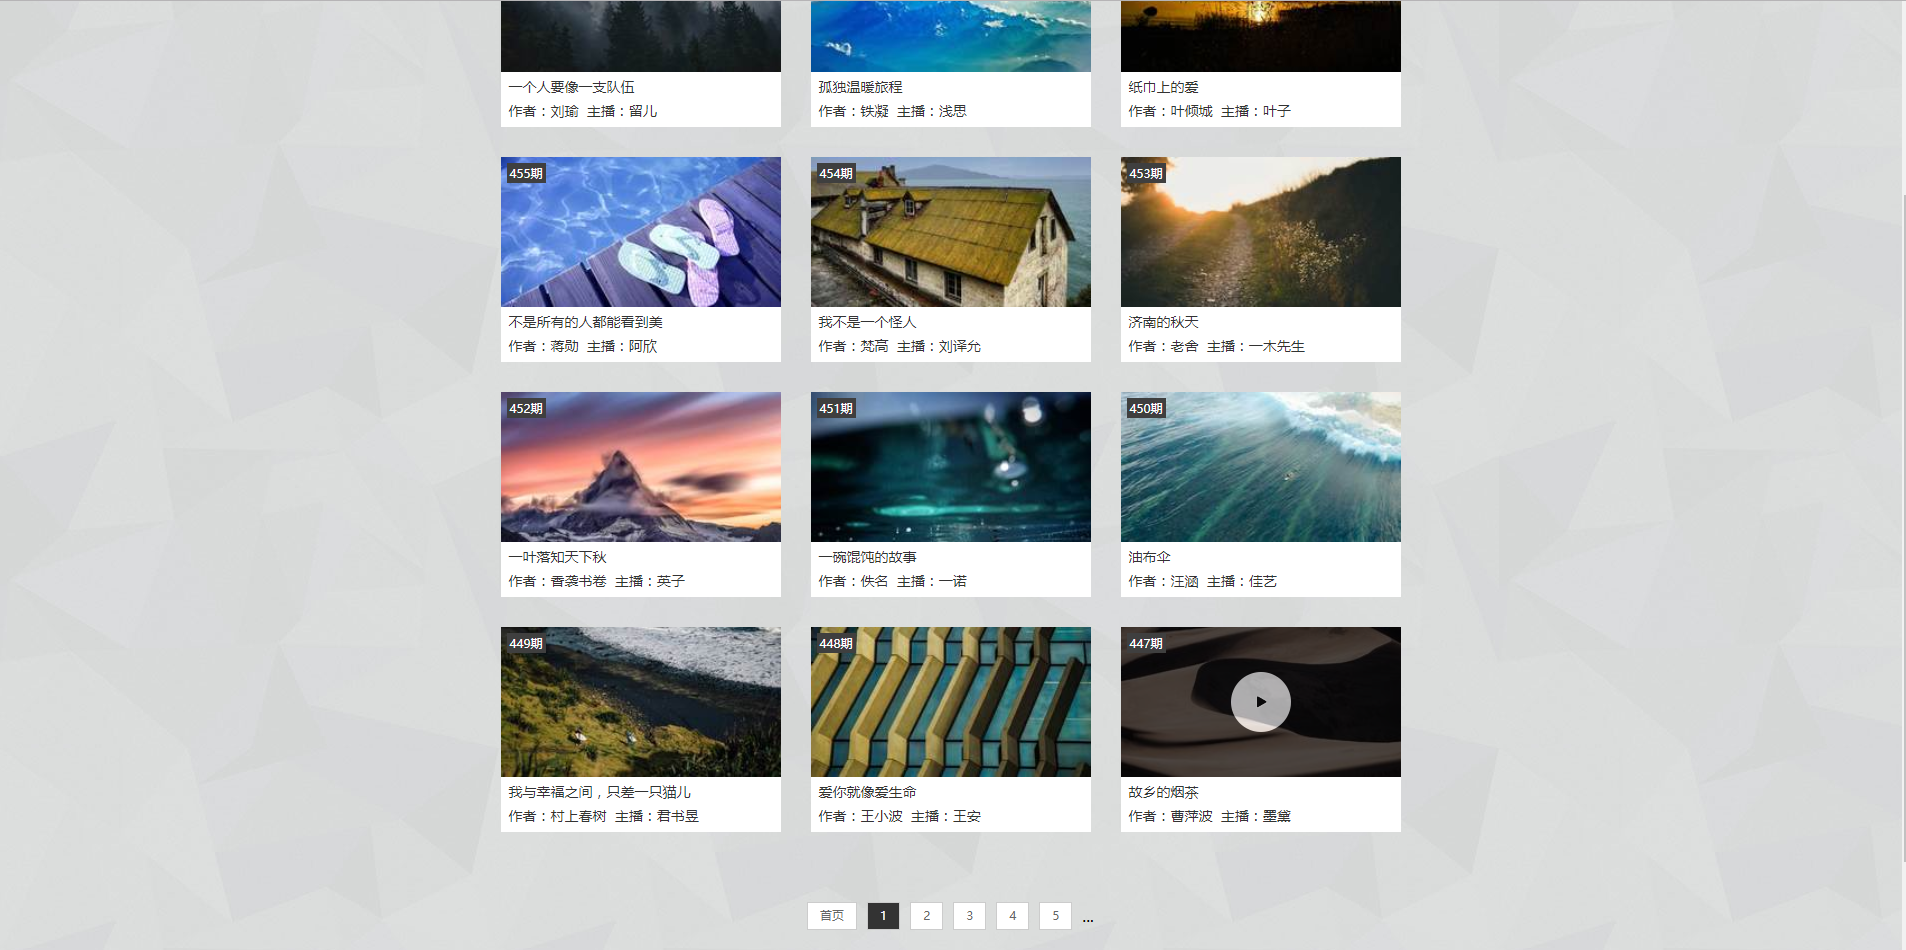 一个人要像一支队伍
作者：刘瑜 主播：留儿
孤独温暖旅程
作者：铁凝 主播：浅思
纸巾上的爱
作者：叶倾城 主播：叶子
455期
不是所有的人都能看到美
作者：蒋勋 主播：阿欣
454期
我不是一个怪人
作者：梵高 主播：刘译允
453期
济南的秋天
作者：老舍 主播：一木先生
452期
一叶落知天下秋
作者：香袭书卷 主播：英子
451期
一碗馄饨的故事
作者：佚名 主播：一诺
450期
油布伞
作者：汪涵 主播：佳艺
449期
我与幸福之间，只差一只猫儿
作者：村上春树 主播：君书昱
448期
爱你就像爱生命
作者：王小波 主播：王安
447期
故乡的烟茶
作者：曹萍波 主播：墨黛
首页 1 2 3 4 5 ...